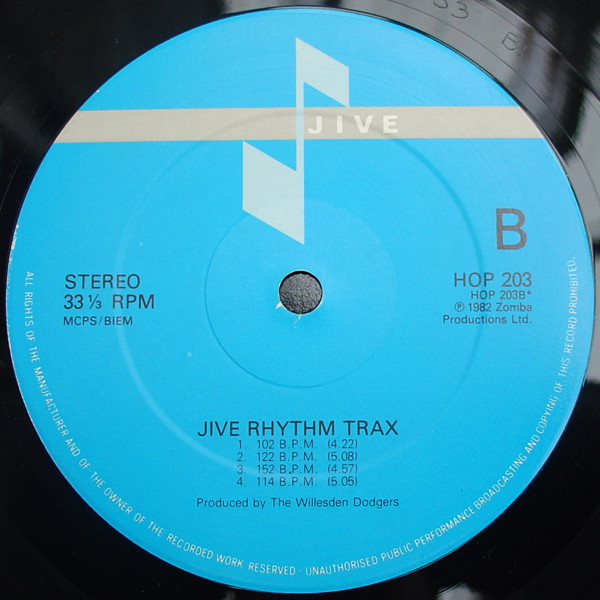 JIVE
B
STEREO
33 ⅓ RPM
MCPS/BIEM
HOP 203
HOP 203B*
℗ 1982 Zomba
Productions Ltd.
JIVE RHYTHM TRAX
1. 102 B.P.M. (4.22)
2. 122 B.P.M. (5.08)
3. 152 B.P.M. (4.57)
4. 114 B.P.M. (5.05)
Produced by The Willesden Dodgers
ALL RIGHTS OF THE MANUFACTURER AND OF THE OWNER OF THE RECORDED WORK RESERVED - UNAUTHORISED PUBLIC PERFORMANCE BROADCASTING AND COPYING OF THIS RECORD PROHIBITED.